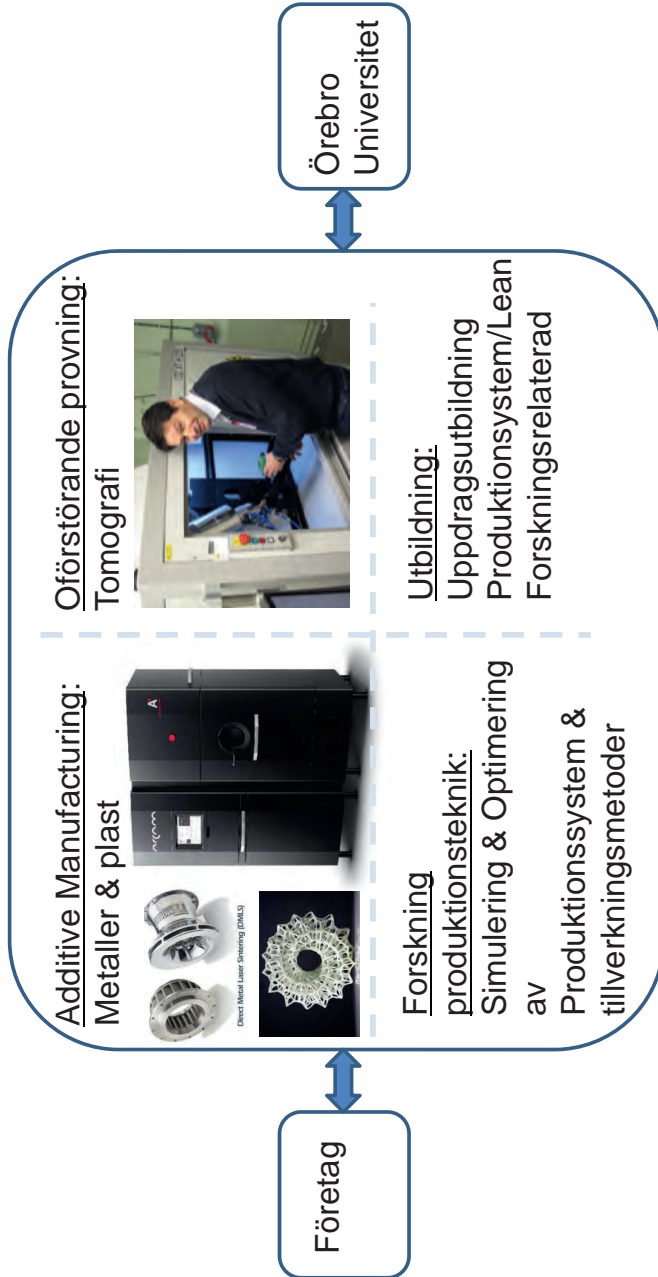 Företag
Additive Manufacturing:
Metaller & plast
Direct Metal Laser Sintering (DMLS)
arcam
A
Oförstörande provning:
Tomografi
Forskning
produktionsteknik:
Simulering & Optimering
av
Produktionssystem &
tillverkningsmetoder
Utbildning:
Uppdragsutbildning
Produktionsystem/Lean
Forskningsrelaterad
Örebro
Universitet